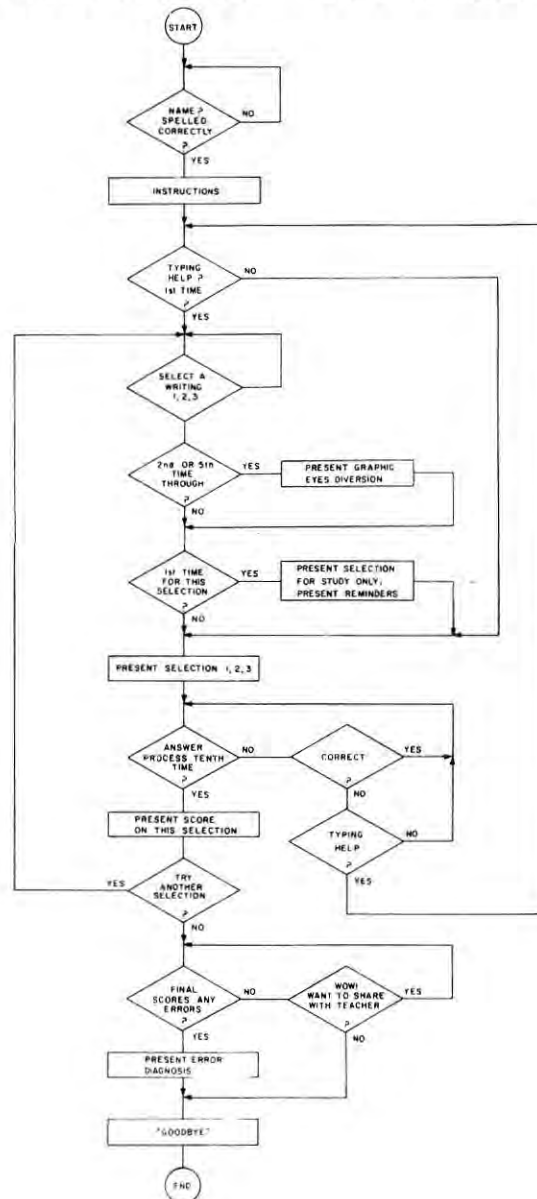 START
NAME?
SPELLED
CORRECTLY
?
NO
YES
INSTRUCTIONS
TYPING
HELP ?
1st TIME
?
NO
YES
SELECT A
WRITING
1, 2, 3
2nd OR 5th
TIME
THROUGH
?
YES
NO
PRESENT GRAPHIC
EYES DIVERSION
1st TIME
FOR THIS
SELECTION
?
YES
NO
PRESENT SELECTION
FOR STUDY ONLY;
PRESENT REMINDERS
PRESENT SELECTION 1, 2, 3
ANSWER
PROCESS TENTH
TIME
?
NO
YES
CORRECT
?
YES
NO
PRESENT SCORE
ON THIS SELECTION
TYPING
HELP
?
NO
YES
YES
TRY
ANOTHER
SELECTION
?
NO
FINAL
SCORES ANY
ERRORS
?
NO
YES
WOW!
WANT TO SHARE
WITH TEACHER
?
YES
NO
PRESENT ERROR
DIAGNOSIS
"GOODBYE"
END